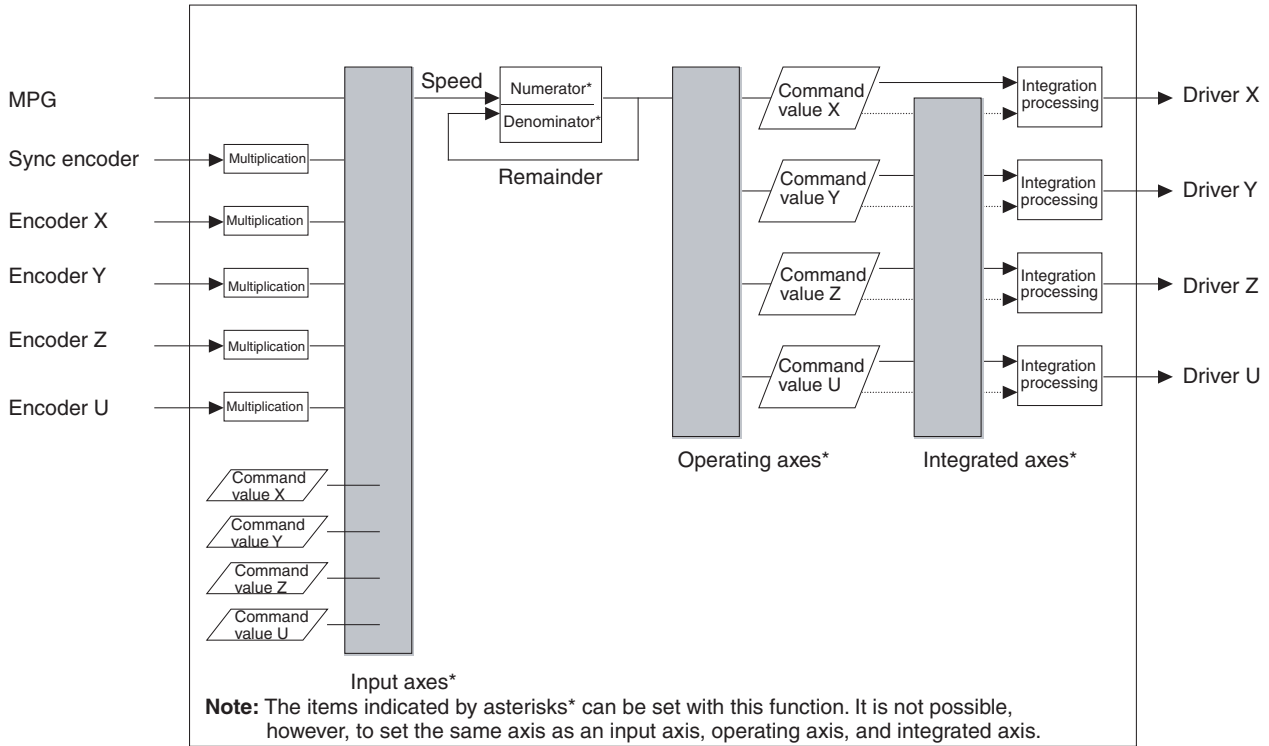 MPG
Sync encoder
Encoder X
Encoder Y
Encoder Z
Encoder U
Multiplication
Multiplication
Multiplication
Multiplication
Multiplication
Command
value X
Command
value Y
Command
value Z
Command
value U
Input axes*
Speed
Numerator*
Denominator*
Remainder
Operating axes*
Command
value X
Command
value Y
Command
value Z
Command
value U
Integrated axes*
Integration
processing
Integration
processing
Integration
processing
Integration
processing
Driver X
Driver Y
Driver Z
Driver U
Note: The items indicated by asterisks* can be set with this function. It is not possible,
however, to set the same axis as an input axis, operating axis, and integrated axis.